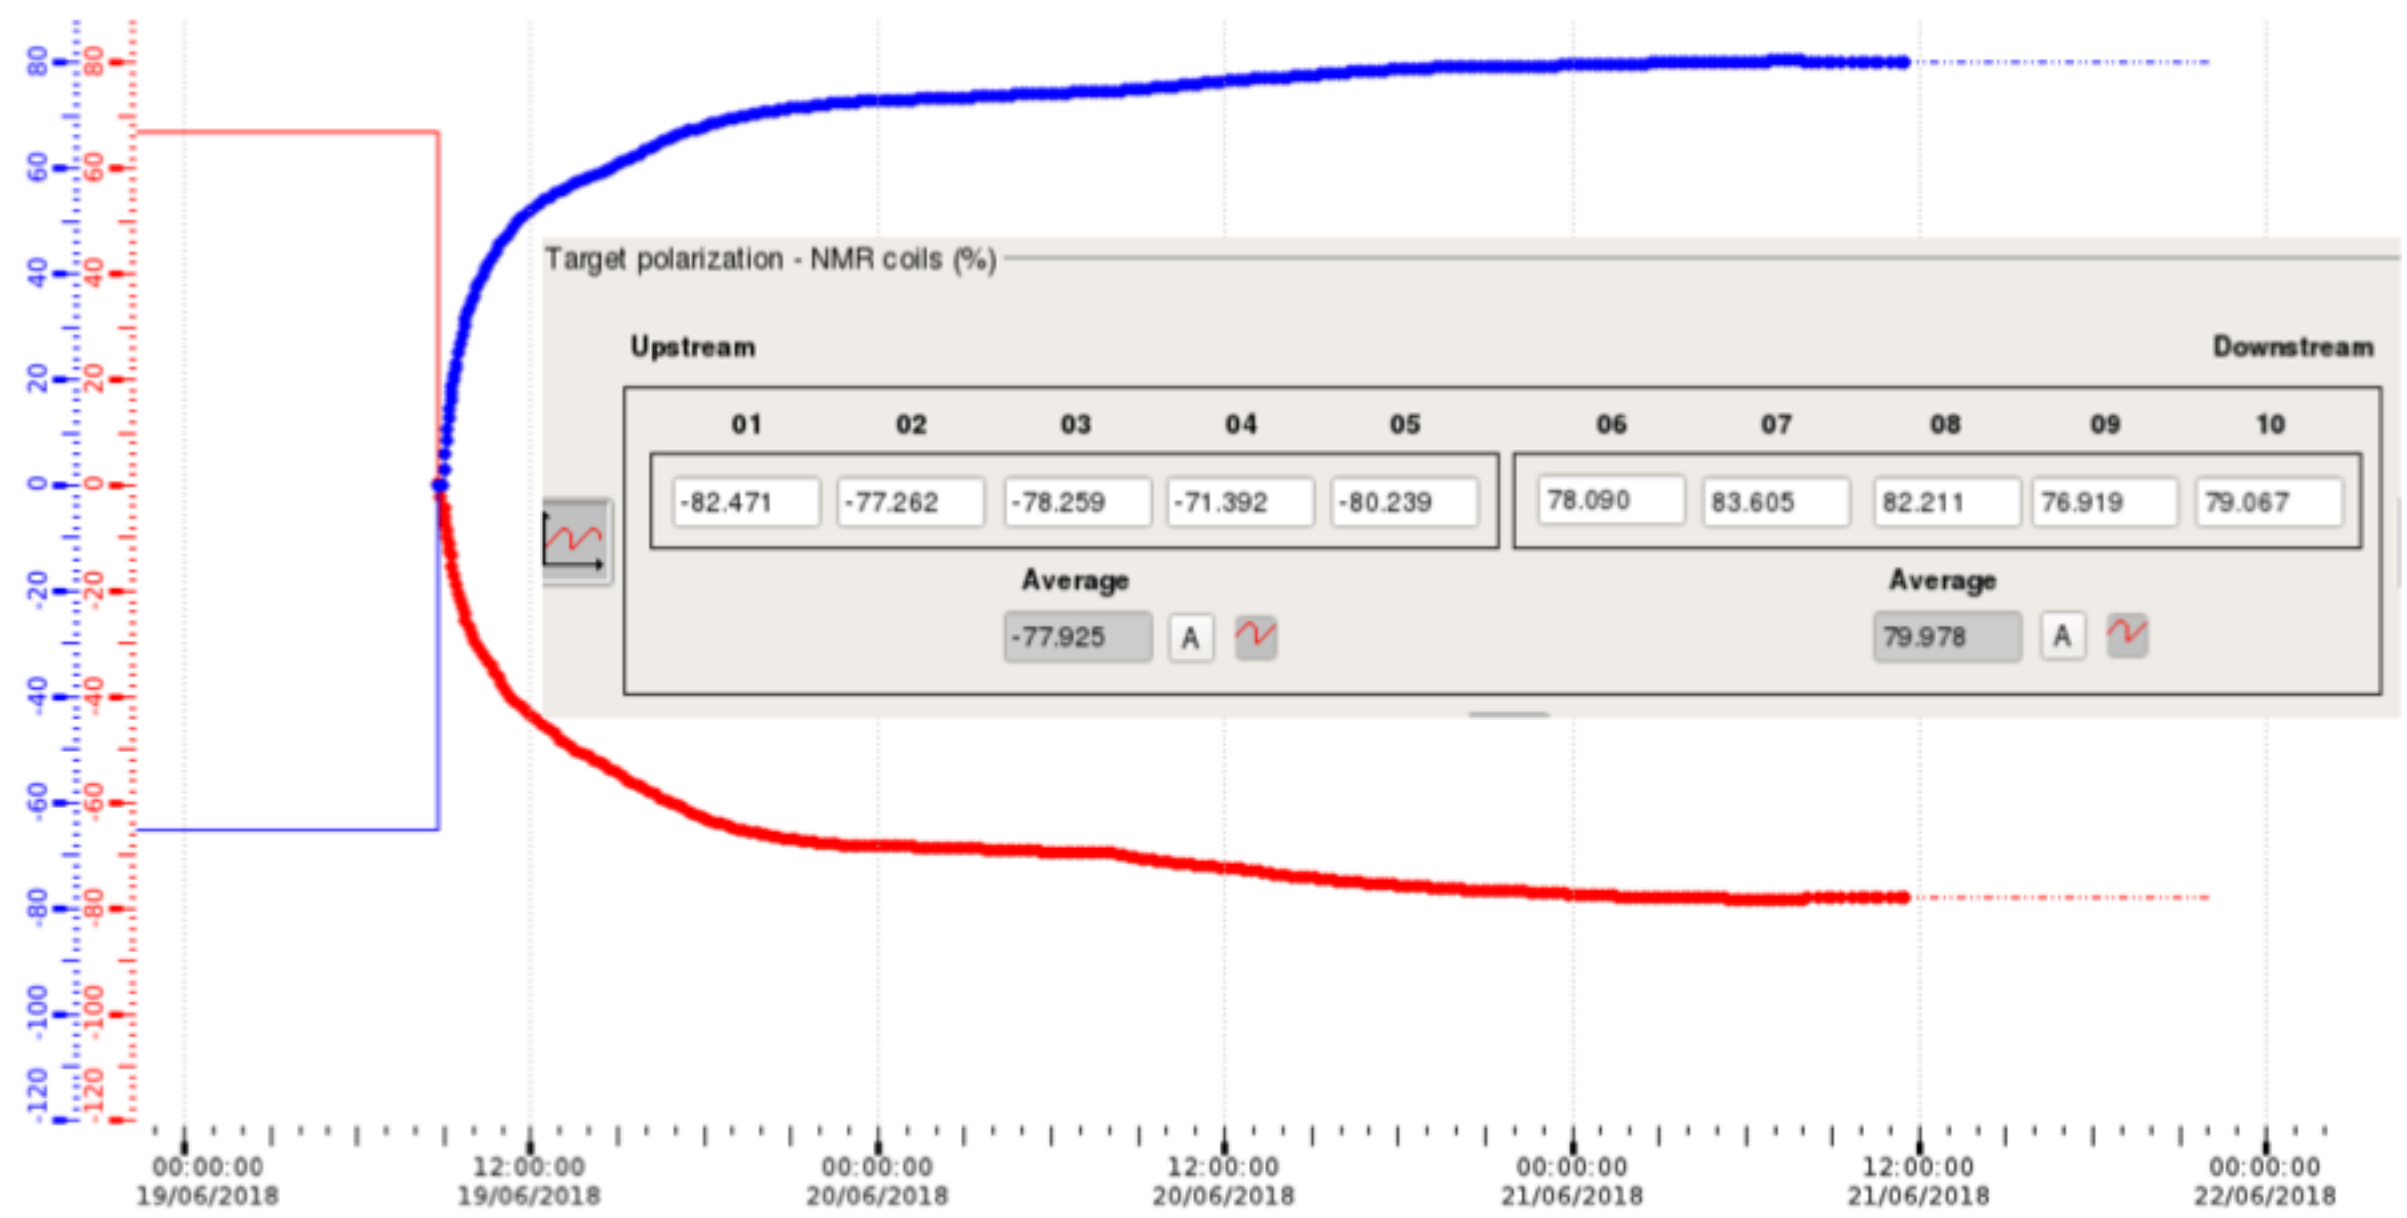 80 80
60 60
40 40
20 20
0 0
-20 -20
-40 -40
-60 -60
-80 -80
-100 -100
-120 -120
Target polarization - NMR coils (%)
Upstream Downstream
01 02 03 04 05 06 07 08 09 10
-82.471 -77.262 -78.259 -71.392 -80.239 78.090 83.605 82.211 76.919 79.067
Average Average
-77.925 A 79.978 A
00:00:00 12:00:00 00:00:00 12:00:00 00:00:00 12:00:00 00:00:00
19/06/2018 19/06/2018 20/06/2018 20/06/2018 21/06/2018 21/06/2018 22/06/2018